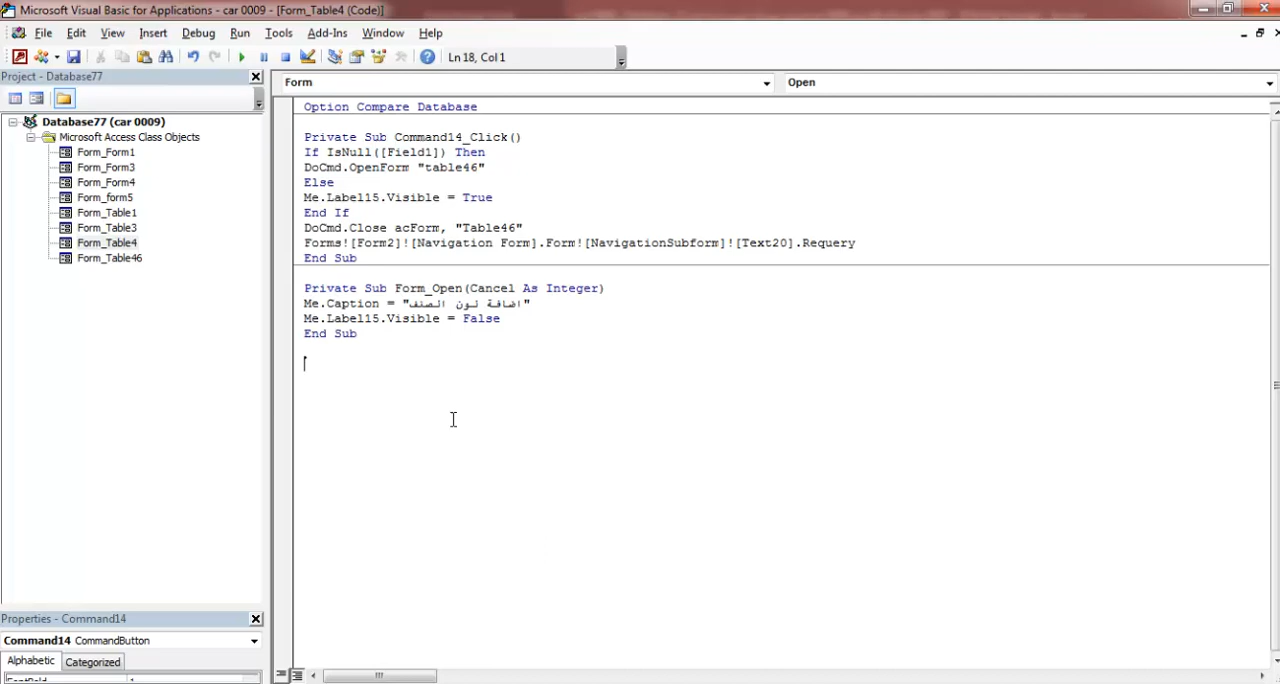 Microsoft Visual Basic for Applications - car 0009 - [Form_Table4 (Code)]
File Edit View Insert Format Debug Run Tools Add-Ins Window Help
Ln 18, Col 1
Project - Database77
Form Open
Database77 (car 0009)
Microsoft Access Class Objects
Form_Form1
Form_Form3
Form_Form4
Form_form5
Form_Table1
Form_Table3
Form_Table4
Form_Table46
Option Compare Database
Private Sub Command14_Click()
If IsNull([Field1]) Then
DoCmd.OpenForm "table46"
Else
Me.Label15.Visible = True
End If
DoCmd.Close acForm, "Table46"
Forms![Form2]![Navigation Form].Form![NavigationSubform]![Text20].Requery
End Sub
Private Sub Form_Open(Cancel As Integer)
Me.Caption = "اضافة لون الصنف"
Me.Label15.Visible = False
End Sub
Properties - Command14
Command14 CommandButton
Alphabetic Categorized